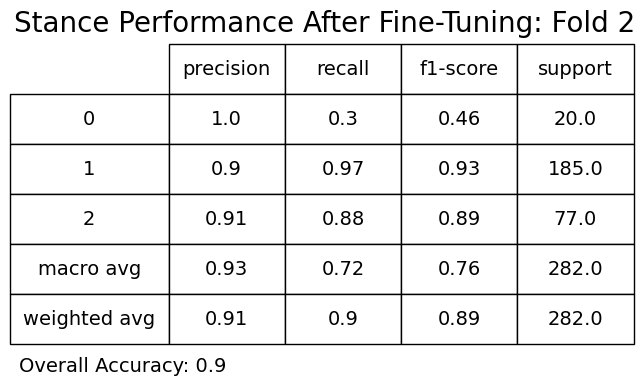 Stance Performance After Fine-Tuning: Fold 2
precision recall f1-score support
0 1.0 0.3 0.46 20.0
1 0.9 0.97 0.93 185.0
2 0.91 0.88 0.89 77.0
macro avg 0.93 0.72 0.76 282.0
weighted avg 0.91 0.9 0.89 282.0
Overall Accuracy: 0.9